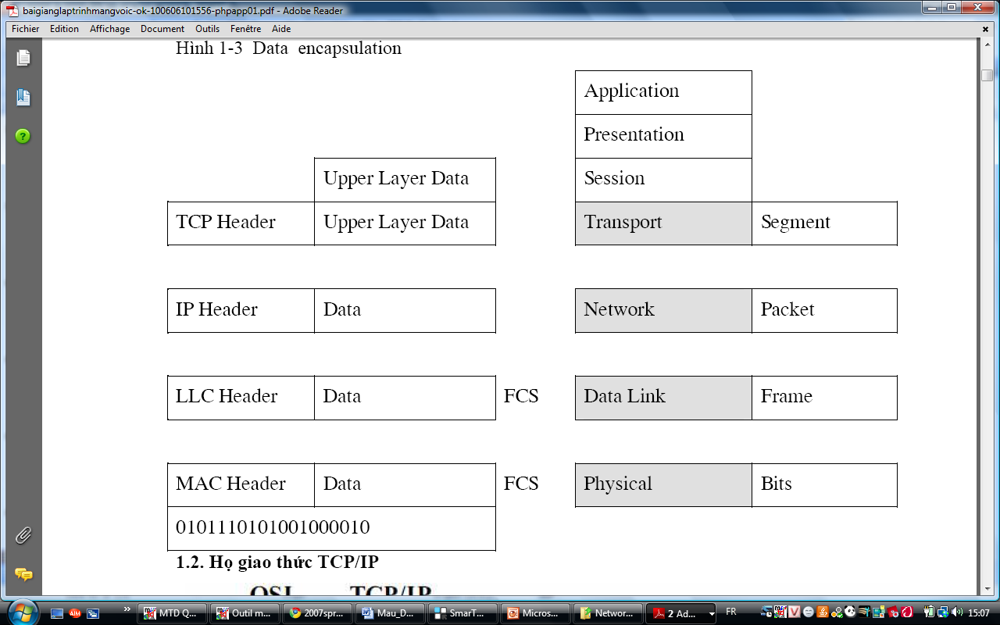 baigianglaptrinhmangvoic-ok-100606101556-phpapp01.pdf - Adobe Reader
Fichier Edition Affichage Document Outils Fenêtre Aide
Hình 1-3 Data encapsulation
Application
Presentation
Upper Layer Data Session
TCP Header Upper Layer Data Transport Segment
IP Header Data Network Packet
LLC Header Data FCS Data Link Frame
MAC Header Data FCS Physical Bits
0101110101001000010
1.2. Họ giao thức TCP/IP
OSI TCP/IP
MTD Q... Outil m... 2007spr... Mau_D... SmarT... Micros... Networ... 2 Ad... FR 15:07